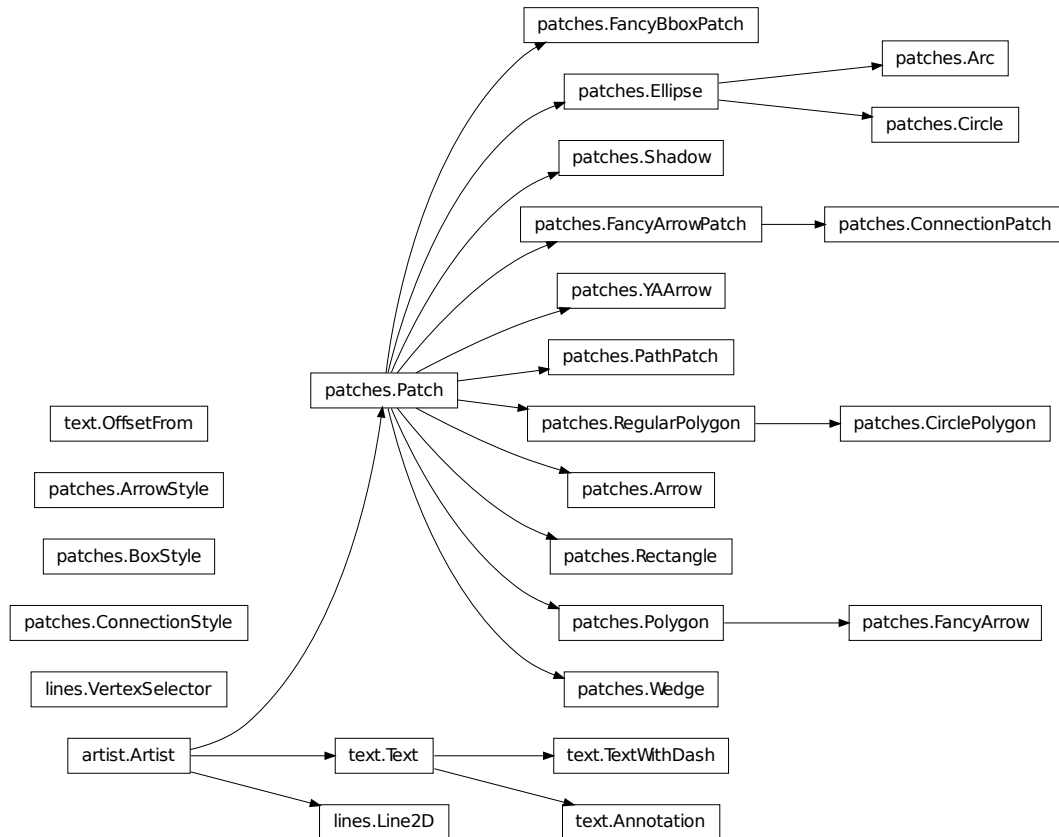 patches.FancyBboxPatch
patches.Arc
patches.Ellipse
patches.Circle
patches.Shadow
patches.FancyArrowPatch
patches.ConnectionPatch
patches.YAArrow
patches.PathPatch
patches.Patch
text.OffsetFrom
patches.RegularPolygon
patches.CirclePolygon
patches.ArrowStyle
patches.Arrow
patches.BoxStyle
patches.Rectangle
patches.ConnectionStyle
patches.Polygon
patches.FancyArrow
lines.VertexSelector
patches.Wedge
artist.Artist
text.Text
text.TextWithDash
lines.Line2D
text.Annotation